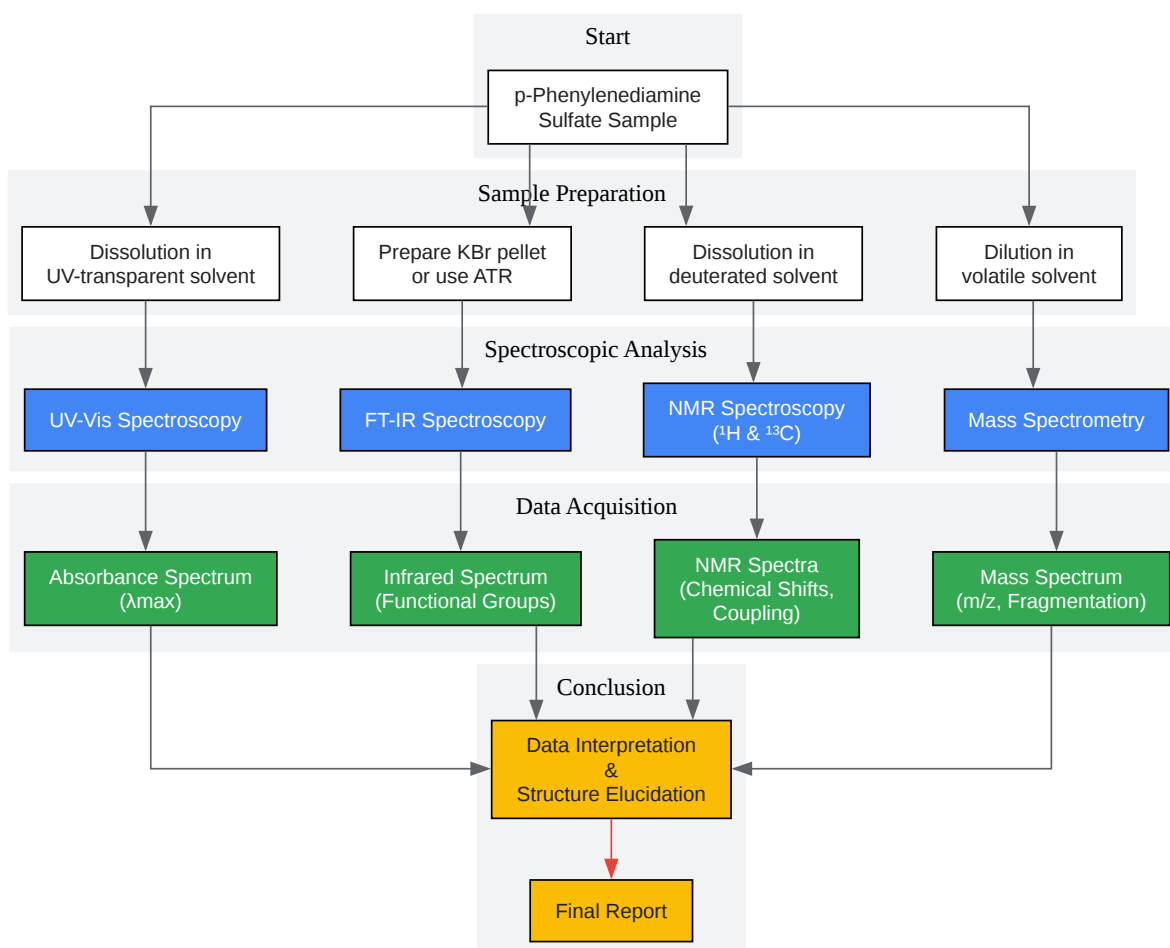 Start
p-Phenylenediamine
Sulfate Sample
Sample Preparation
Dissolution in
UV-transparent solvent
Prepare KBr pellet
or use ATR
Dissolution in
deuterated solvent
Dilution in
volatile solvent
Spectroscopic Analysis
UV-Vis Spectroscopy
FT-IR Spectroscopy
NMR Spectroscopy
(¹H & ¹³C)
Mass Spectrometry
Data Acquisition
Absorbance Spectrum
(λmax)
Infrared Spectrum
(Functional Groups)
NMR Spectra
(Chemical Shifts,
Coupling)
Mass Spectrum
(m/z, Fragmentation)
Conclusion
Data Interpretation
&
Structure Elucidation
Final Report